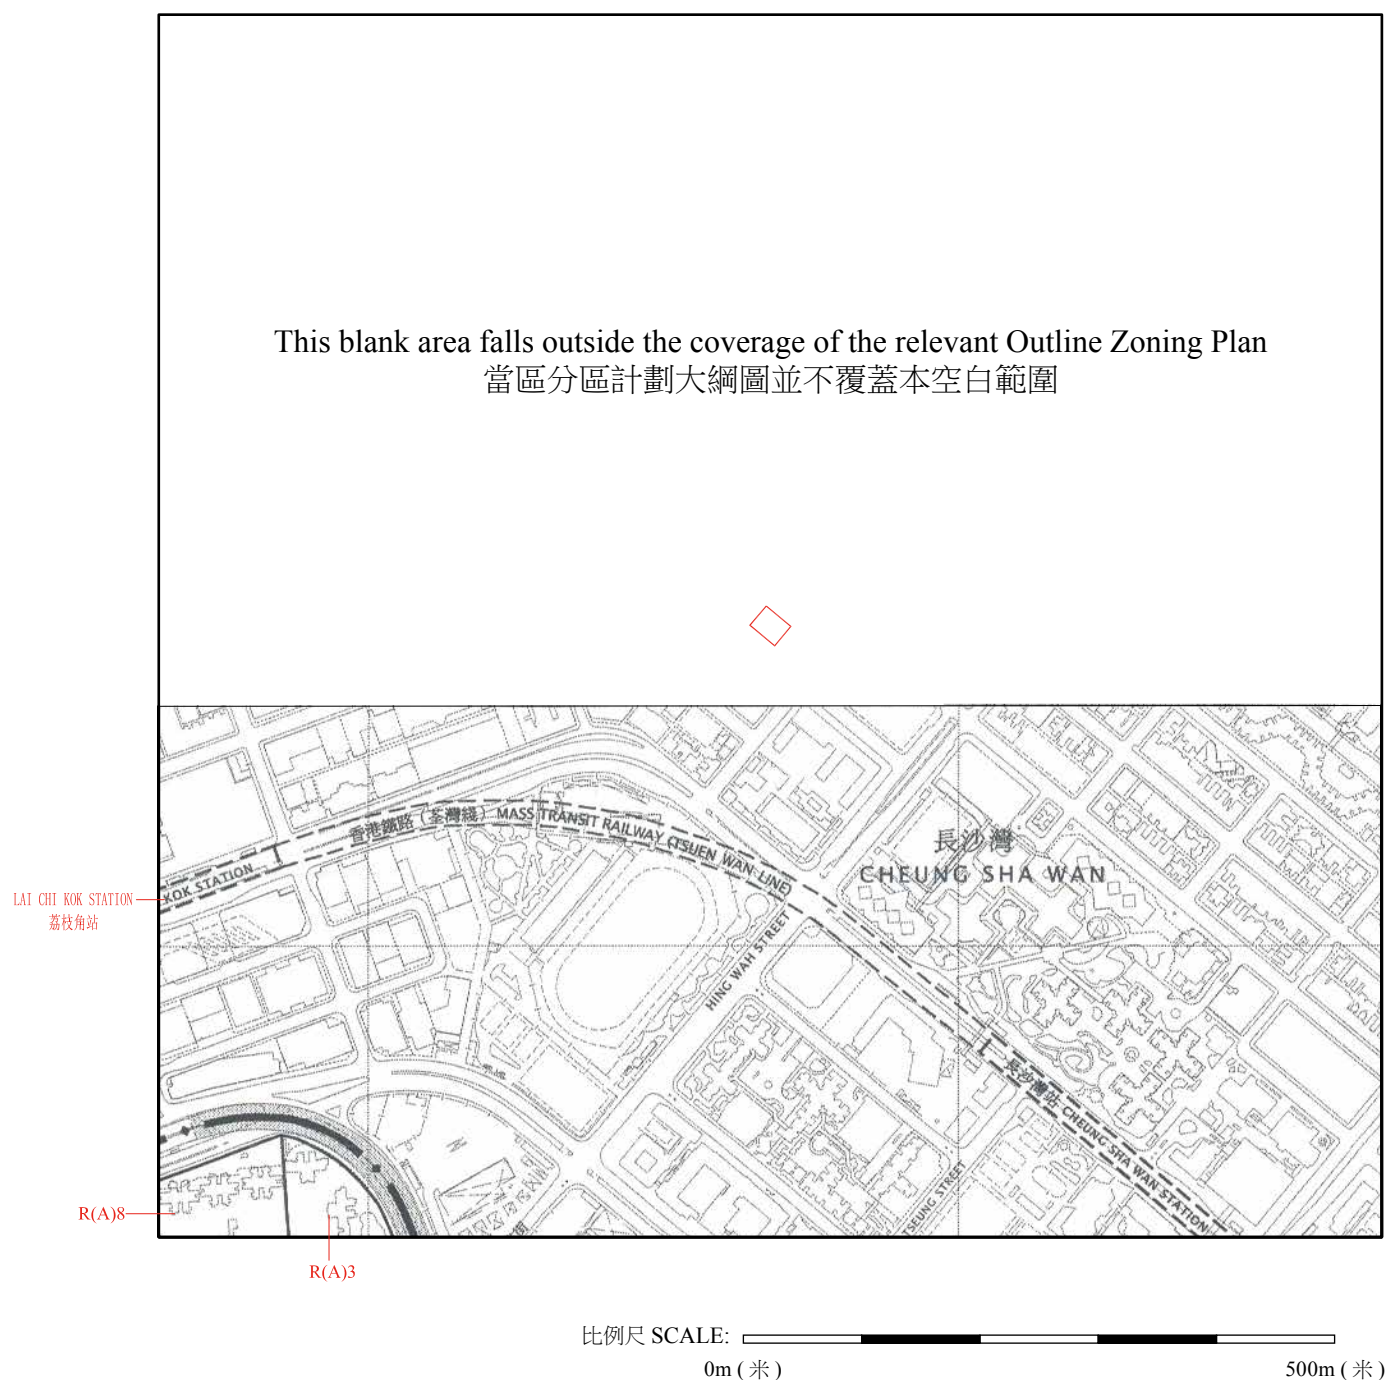 This blank area falls outside the coverage of the relevant Outline Zoning Plan
當區分區計劃大綱圖並不覆蓋本空白範圍
長沙灣
CHEUNG SHA WAN
香港鐵路（荃灣綫） MASS TRANSIT RAILWAY (TSUEN WAN LINE)
KOK STATION
LAI CHI KOK STATION
荔枝角站
HING WAH STREET
長沙灣站 CHEUNG SHA WAN STATION
TSEUNG STREET
R(A)8
R(A)3
比例尺 SCALE:
0m ( 米 )
500m ( 米 )